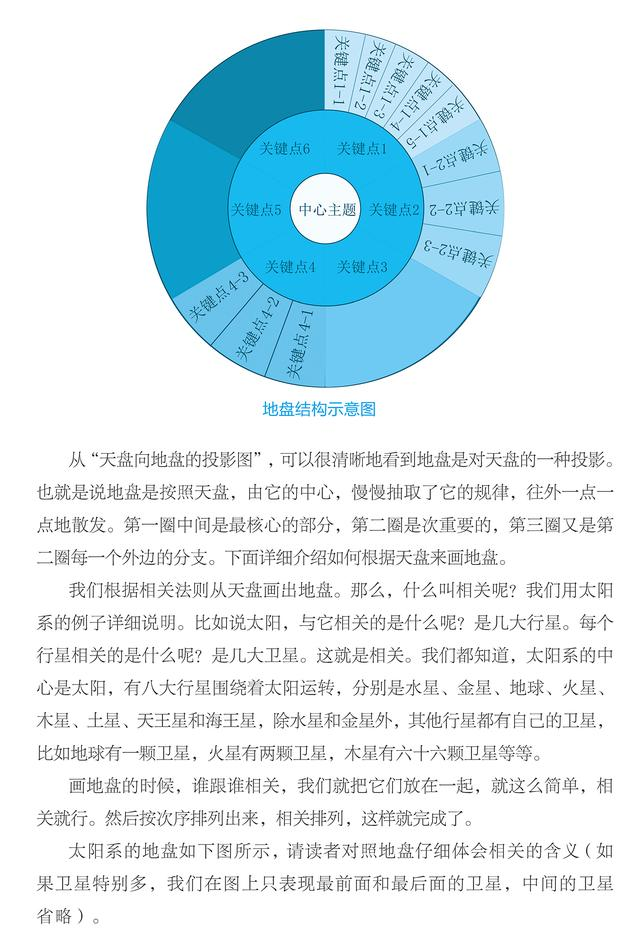 关键点1-1
关键点1-2
关键点1-3
关键点1-4
关键点1-5
关键点2-1
关键点2-2
关键点2-3
关键点6
关键点1
关键点5
中心主题
关键点2
关键点4
关键点3
关键点4-3
关键点4-2
关键点4-1
地盘结构示意图
从“天盘向地盘的投影图”,可以很清晰地看到地盘是对天盘的一种投影。
也就是说地盘是按照天盘，由它的中心，慢慢抽取了它的规律，往外一点一
点地散发。第一圈中间是最核心的部分，第二圈是次重要的，第三圈又是第
二圈每一个外边的分支。下面详细介绍如何根据天盘来画地盘。
我们根据相关法则从天盘画出地盘。那么，什么叫相关呢？我们用太阳
系的例子详细说明。比如说太阳，与它相关的是什么呢？是几大行星。每个
行星相关的是什么呢？是几大卫星。这就是相关。我们都知道，太阳系的中
心是太阳，有八大行星围绕着太阳运转，分别是水星、金星、地球、火星、
木星、土星、天王星和海王星，除水星和金星外，其他行星都有自己的卫星，
比如地球有一颗卫星，火星有两颗卫星，木星有六十六颗卫星等等。
画地盘的时候，谁跟谁相关，我们就把它们放在一起，就这么简单，相
关就行。然后按次序排列出来，相关排列，这样就完成了。
太阳系的地盘如下图所示，请读者对照地盘仔细体会相关的含义（如
果卫星特别多，我们在图上只表现最前面和最后面的卫星，中间的卫星
省略）。